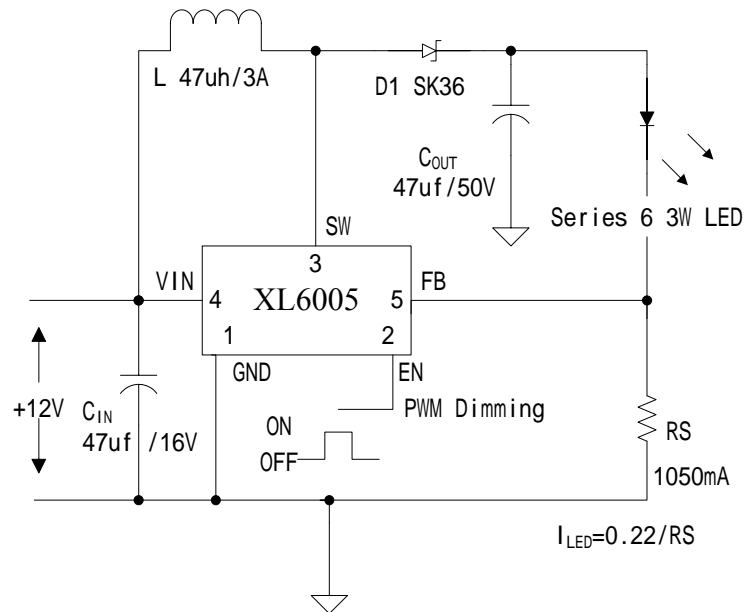 L 47uh/3A
D1 SK36
COUT
47uf/50V
Series 6 3W LED
SW
3
VIN
4
XL6005
5
FB
1
2
GND
EN
+12V
CIN
47uf /16V
PWM Dimming
ON
OFF
RS
1050mA
ILED=0.22/RS